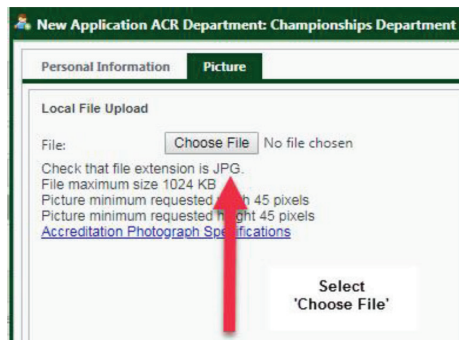 New Application ACR Department: Championships Department
Personal Information Picture
Local File Upload
File: Choose File No file chosen
Check that file extension is JPG.
File maximum size 1024 KB
Picture minimum requested 45 pixels
Picture minimum requested 45 pixels
Accreditation Photograph Specifications
Select
'Choose File'